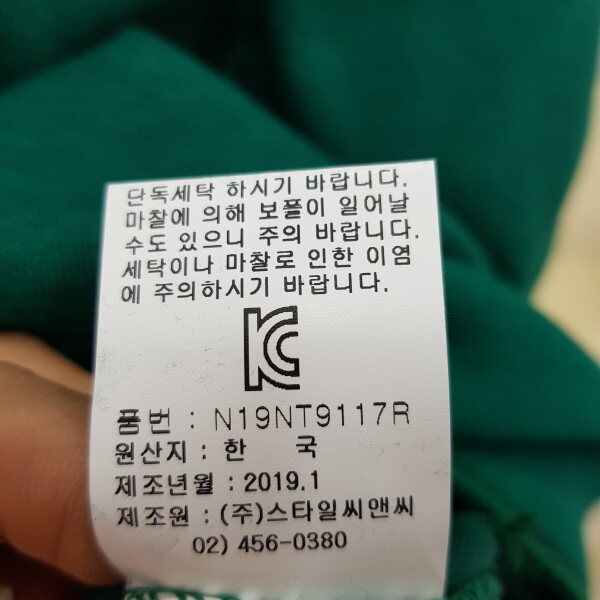 단독세탁 하시기 바랍니다.
마찰에 의해 보풀이 일어날
수도 있으니 주의 바랍니다.
세탁이나 마찰로 인한 이염
에 주의하시기 바랍니다.
KC
품번 : N19NT9117R
원산지 : 한 국
제조년월 : 2019.1
제조원 : (주)스타일씨앤씨
02) 456-0380